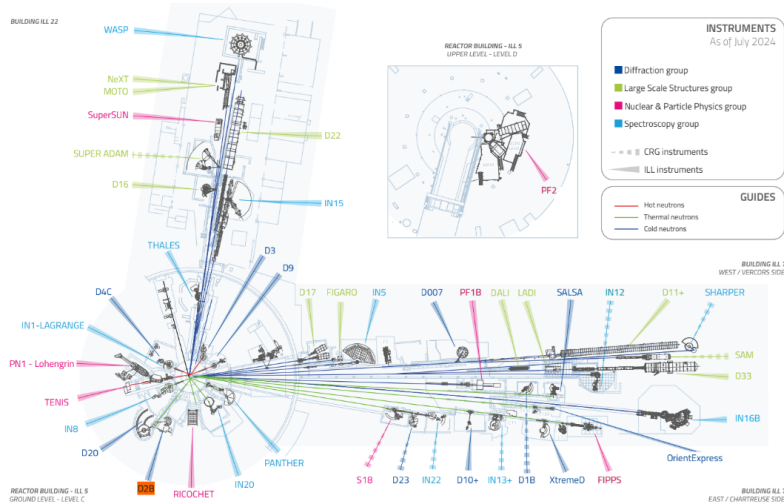 BUILDING ILL 22
WASP
NeXT
MOTO
SuperSUN
D22
SUPER ADAM
D16
IN15
THALES
D3
D9
D4C
IN1-LAGRANGE
PN1 - Lohengrin
TENIS
IN8
D20
D2B
RICOCHET
IN20
PANTHER
REACTOR BUILDING - ILL 5
GROUND LEVEL - LEVEL C
REACTOR BUILDING - ILL 5
UPPER LEVEL - LEVEL D
PF2
INSTRUMENTS
As of July 2024
Diffraction group
Large Scale Structures group
Nuclear & Particle Physics group
Spectroscopy group
CRG instruments
ILL instruments
GUIDES
Hot neutrons
Thermal neutrons
Cold neutrons
BUILDING ILL 7
WEST / VERCORS SIDE
D17
FIGARO
IN5
D007
PF1B
DALI
LADI
SALSA
IN12
D11+
SHARPER
SAM
D33
IN16B
OrientExpress
S18
D23
IN22
D10+
IN13+
D1B
XtremeD
FIPPS
BUILDING ILL
EAST / CHARTREUSE SIDE